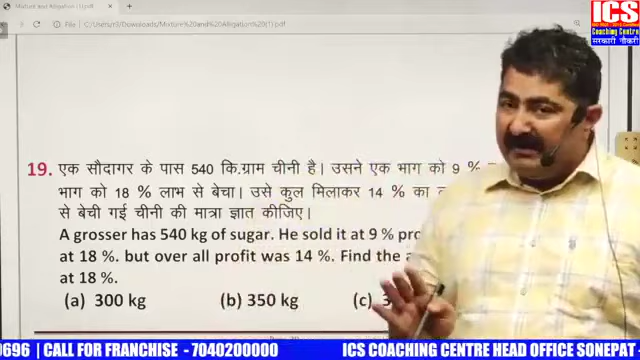 Mixture and Alligation (1).pdf
File | C:/Users/n9/Downloads/Mixture%20and%20Alligation%20(1).pdf
ICS
Coaching Centre
सरकारी नौकरी
19. एक सौदागर के पास 540 कि.ग्राम चीनी है। उसने एक भाग को 9 %
भाग को 18 % लाभ से बेचा। उसे कुल मिलाकर 14 % का
से बेची गई चीनी की मात्रा ज्ञात कीजिए।
A grosser has 540 kg of sugar. He sold it at 9 %
at 18 %. but over all profit was 14 %. Find the
at 18 %.
(a) 300 kg (b) 350 kg (c)
0696 | CALL FOR FRANCHISE - 7040200000 ICS COACHING CENTRE HEAD OFFICE SONEPAT